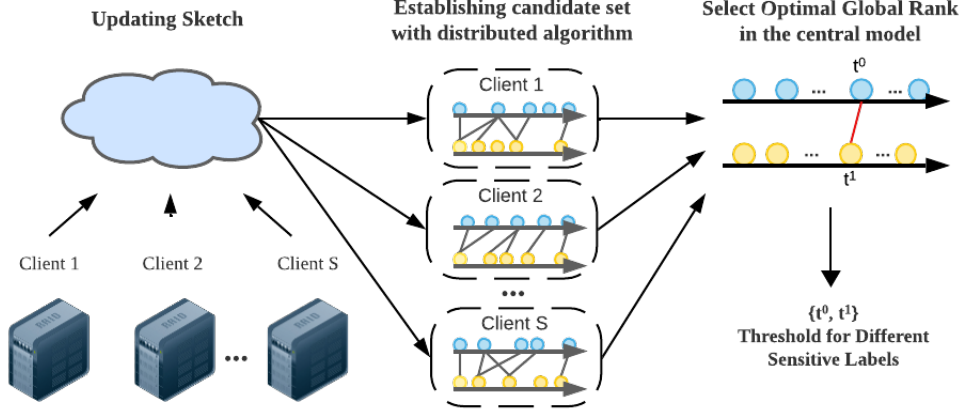 Updating Sketch
Client 1
Client 2
Client S
...
Establishing candidate set
with distributed algorithm
Client 1
Client 2
...
Client S
Select Optimal Global Rank
in the central model
t⁰
... ...
... ...
t¹
{t⁰, t¹}
Threshold for Different
Sensitive Labels